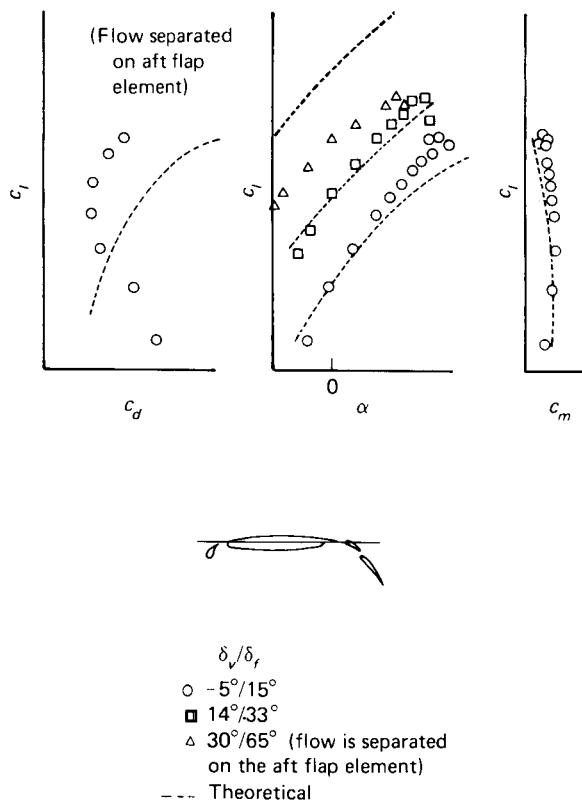 (Flow separated
on aft flap
element)
c_l
c_l
c_l
0
c_d
α
c_m
δ_v/δ_f
○ -5°/15°
□ 14°/33°
△ 30°/65° (flow is separated
on the aft flap element)
--- Theoretical